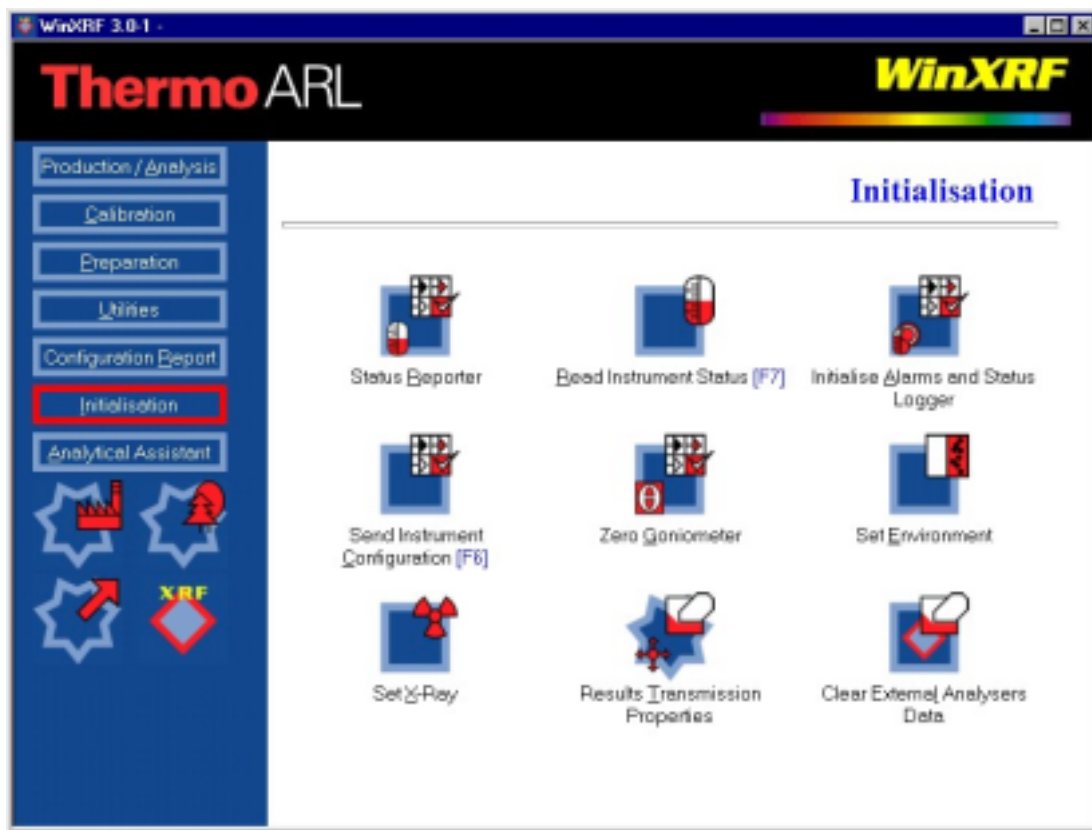 WinXRF 3.0-1 -
Thermo ARL
WinXRF
Production / Analysis
Calibration
Preparation
Utilities
Configuration Report
Initialisation
Analytical Assistant
XRF
Initialisation
Status Reporter
Read Instrument Status [F7]
Initialise Alarms and Status
Logger
Send Instrument
Configuration [F6]
Zero Goniometer
Set Environment
Set X-Ray
Results Transmission
Properties
Clear External Analysers
Data